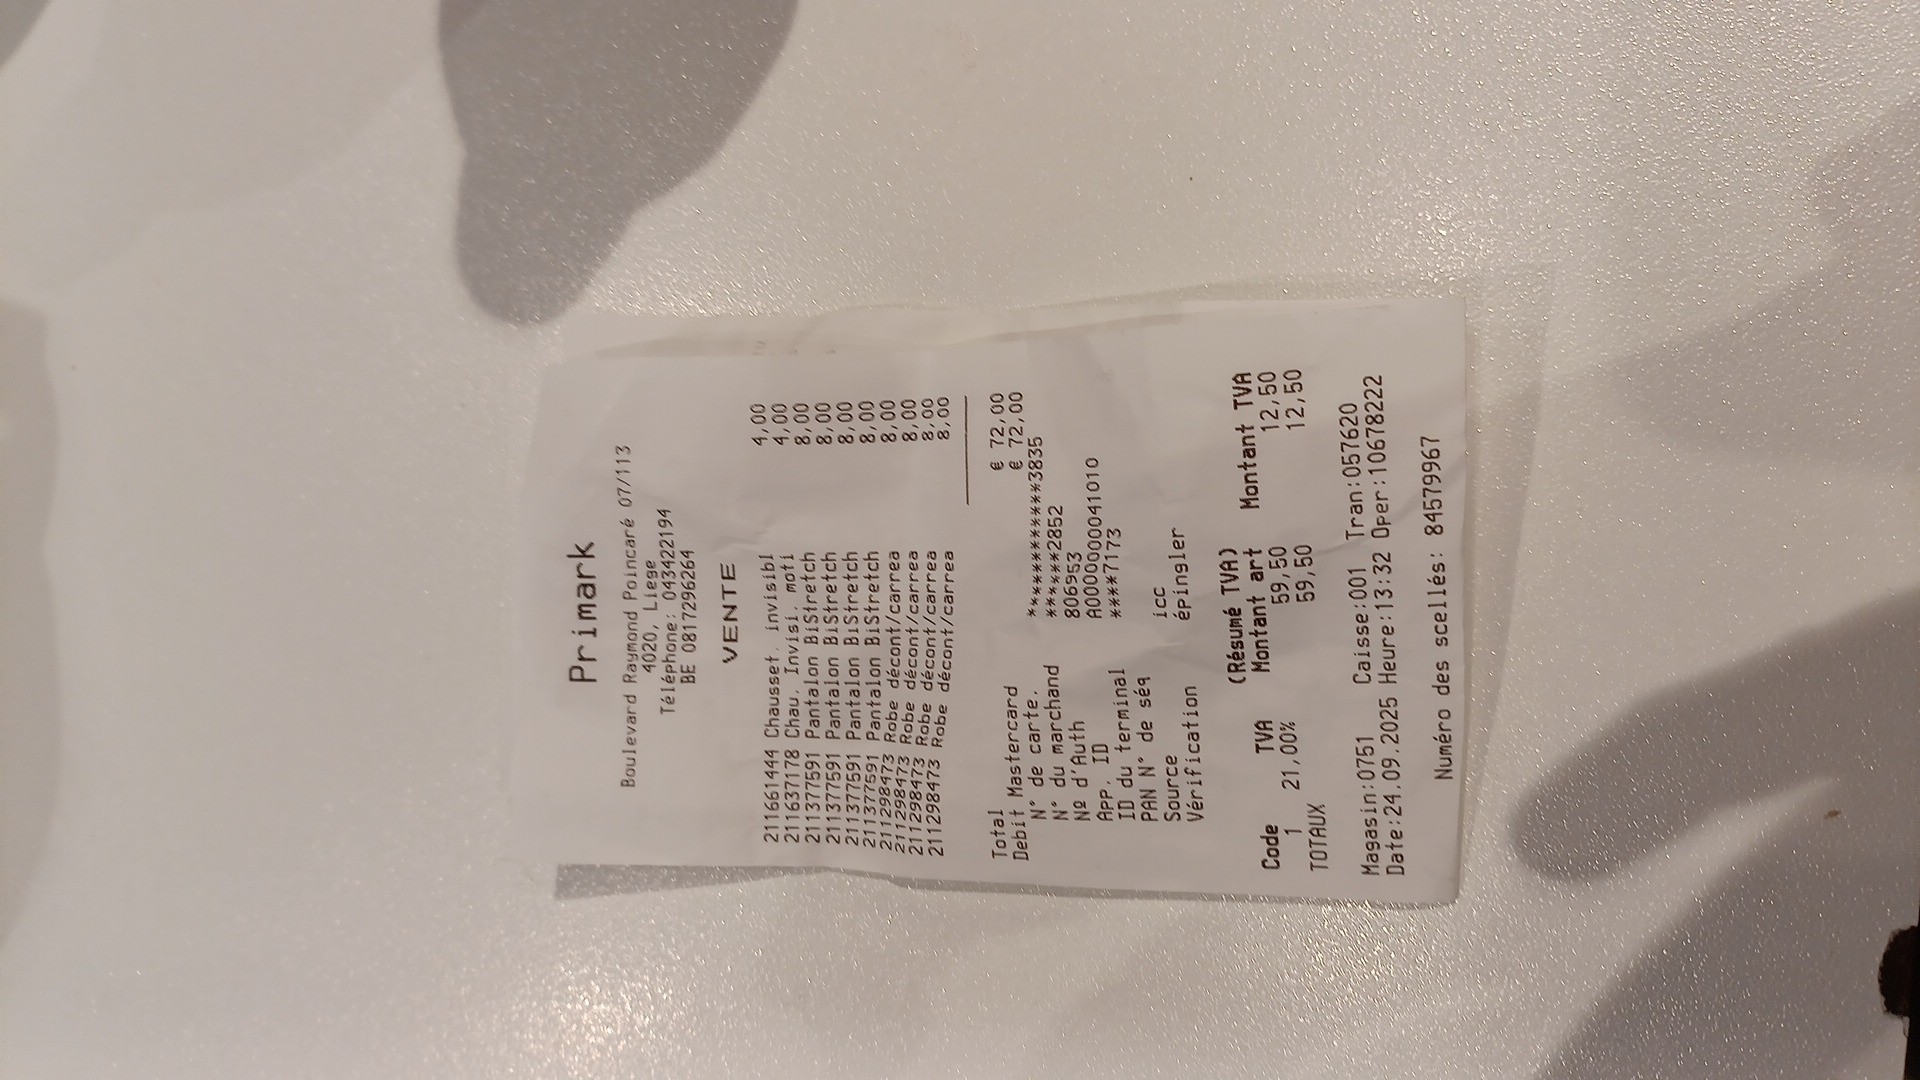 Primark
Boulevard Raymond Poincaré 07/113
4020, Liege
Téléphone: 043422194
BE 0817296264
VENTE
211661444 Chausset. invisibl 4,00
211637178 Chau. Invisi. moti 4,00
211377591 Pantalon BiStretch 8,00
211377591 Pantalon BiStretch 8,00
211377591 Pantalon BiStretch 8,00
211377591 Pantalon BiStretch 8,00
211298473 Robe décont/carrea 8,00
211298473 Robe décont/carrea 8,00
211298473 Robe décont/carrea 8,00
211298473 Robe décont/carrea 8,00
Total € 72,00
Debit Mastercard € 72,00
N° de carte. ************3835
N° du marchand ******2852
Nº d'Auth 806953
App. ID A0000000041010
ID du terminal ****7173
PAN N° de séq
Source icc
Vérification épingler
(Résumé TVA)
Code TVA Montant art Montant TVA
1 21,00% 59,50 12,50
TOTAUX 59,50 12,50
Magasin:0751 Caisse:001 Tran:057620
Date:24.09.2025 Heure:13:32 Oper:10678222
Numéro des scellés: 84579967